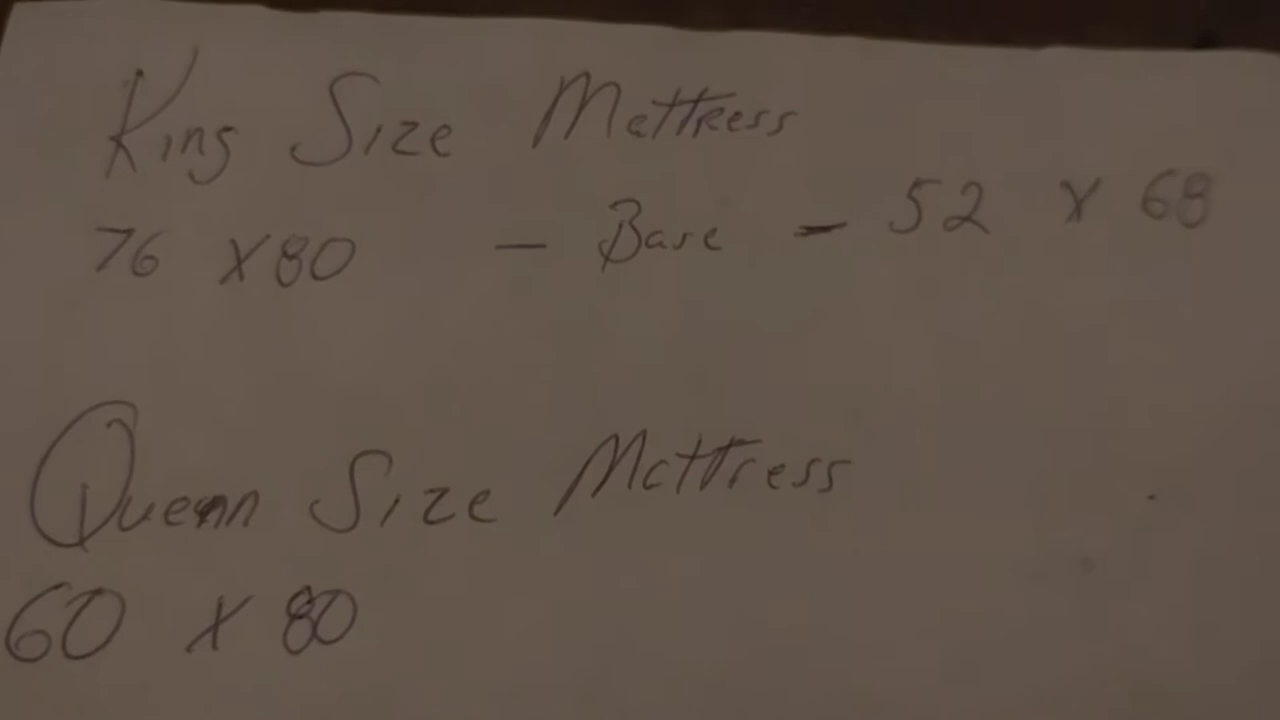 King Size Mattress
76 X 80 - Base - 52 X 68
Queen Size Mattress
60 X 80